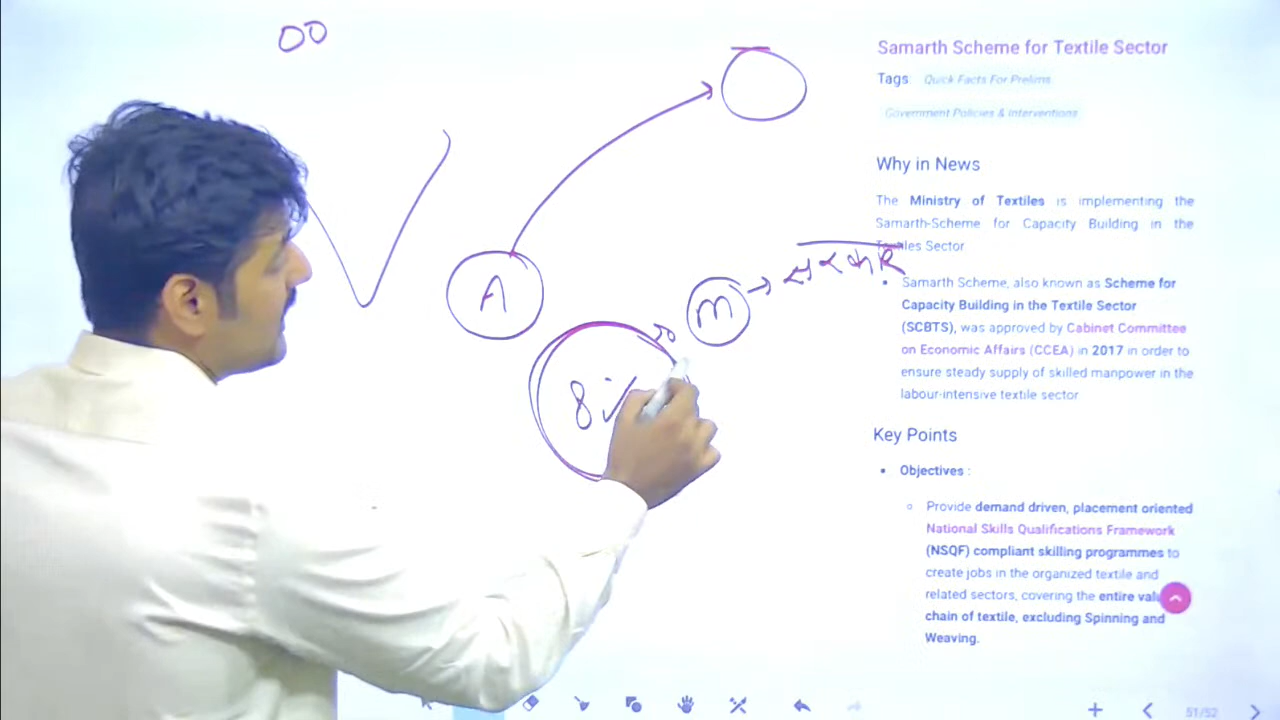 Samarth Scheme for Textile Sector
Tags Quick Facts For Prelims
Government Policies & Interventions
Why in News
The Ministry of Textiles is implementing the
Samarth-Scheme for Capacity Building in the
Textiles Sector
• Samarth Scheme, also known as Scheme for
Capacity Building in the Textile Sector
(SCBTS), was approved by Cabinet Committee
on Economic Affairs (CCEA) in 2017 in order to
ensure steady supply of skilled manpower in the
labour-intensive textile sector
Key Points
• Objectives :
o Provide demand driven, placement oriented
National Skills Qualifications Framework
(NSQF) compliant skilling programmes to
create jobs in the organized textile and
related sectors, covering the entire
chain of textile, excluding Spinning and
Weaving.
A
M
8
51/52